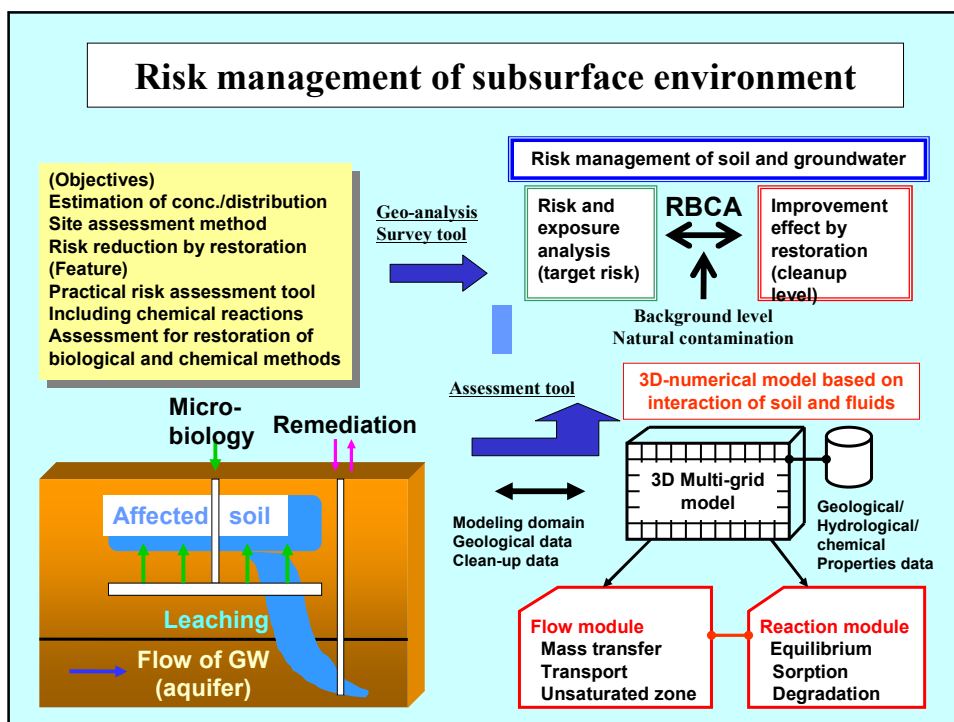 Risk management of subsurface environment
(Objectives)
Estimation of conc./distribution
Site assessment method
Risk reduction by restoration
(Feature)
Practical risk assessment tool
Including chemical reactions
Assessment for restoration of
biological and chemical methods
Geo-analysis
Survey tool
Risk management of soil and groundwater
Risk and
exposure
analysis
(target risk)
RBCA
Improvement
effect by
restoration
(cleanup
level)
Background level
Natural contamination
Assessment tool
3D-numerical model based on
interaction of soil and fluids
Micro-
biology
Remediation
Affected soil
Leaching
Flow of GW
(aquifer)
Modeling domain
Geological data
Clean-up data
3D Multi-grid
model
Geological/
Hydrological/
chemical
Properties data
Flow module
Mass transfer
Transport
Unsaturated zone
Reaction module
Equilibrium
Sorption
Degradation